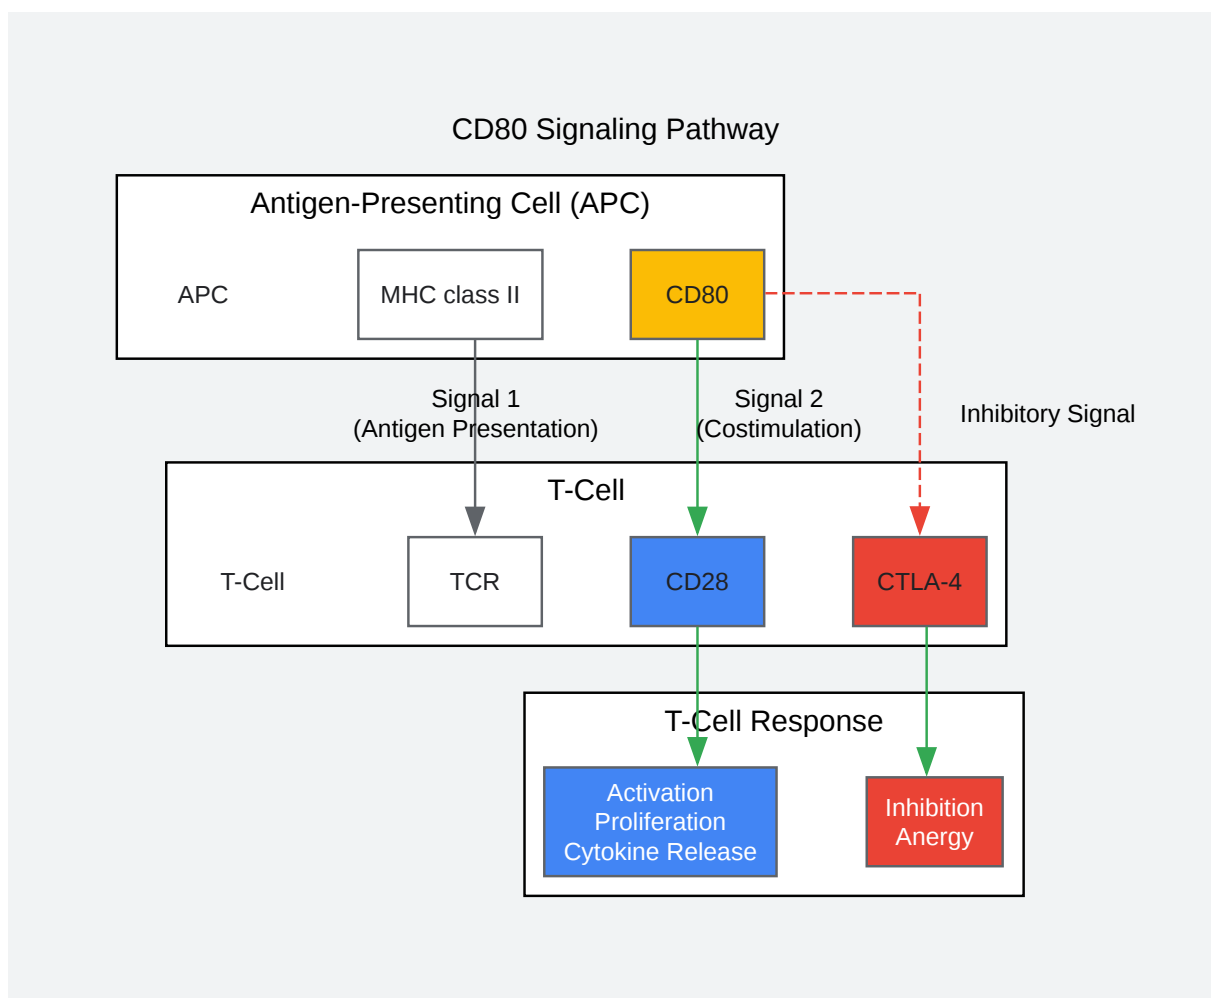 CD80 Signaling Pathway
Antigen-Presenting Cell (APC)
APC
MHC class II
CD80
Signal 1
(Antigen Presentation)
Signal 2
(Costimulation)
Inhibitory Signal
T-Cell
T-Cell
TCR
CD28
CTLA-4
T-Cell Response
Activation
Proliferation
Cytokine Release
Inhibition
Anergy